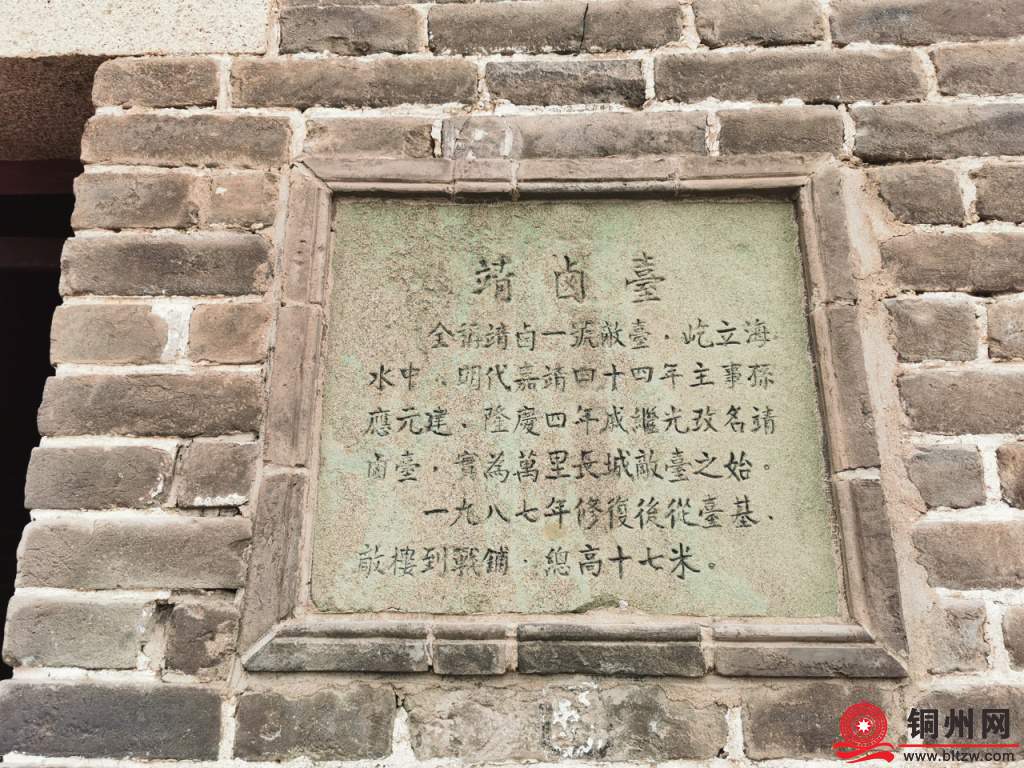 靖卤臺
全稱靖卤一號敵臺．屹立海
水中．明代嘉靖四十四年主事孫
應元建．隆慶四年戚繼光改名靖
卤臺．實為萬里長城敵臺之始。
一九八七年修復後從臺基．
敵樓到戰鋪．總高十七米。
铜州网
www.bltzw.com